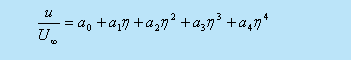 u/U∞ = a₀ + a₁η + a₂η² + a₃η³ + a₄η⁴